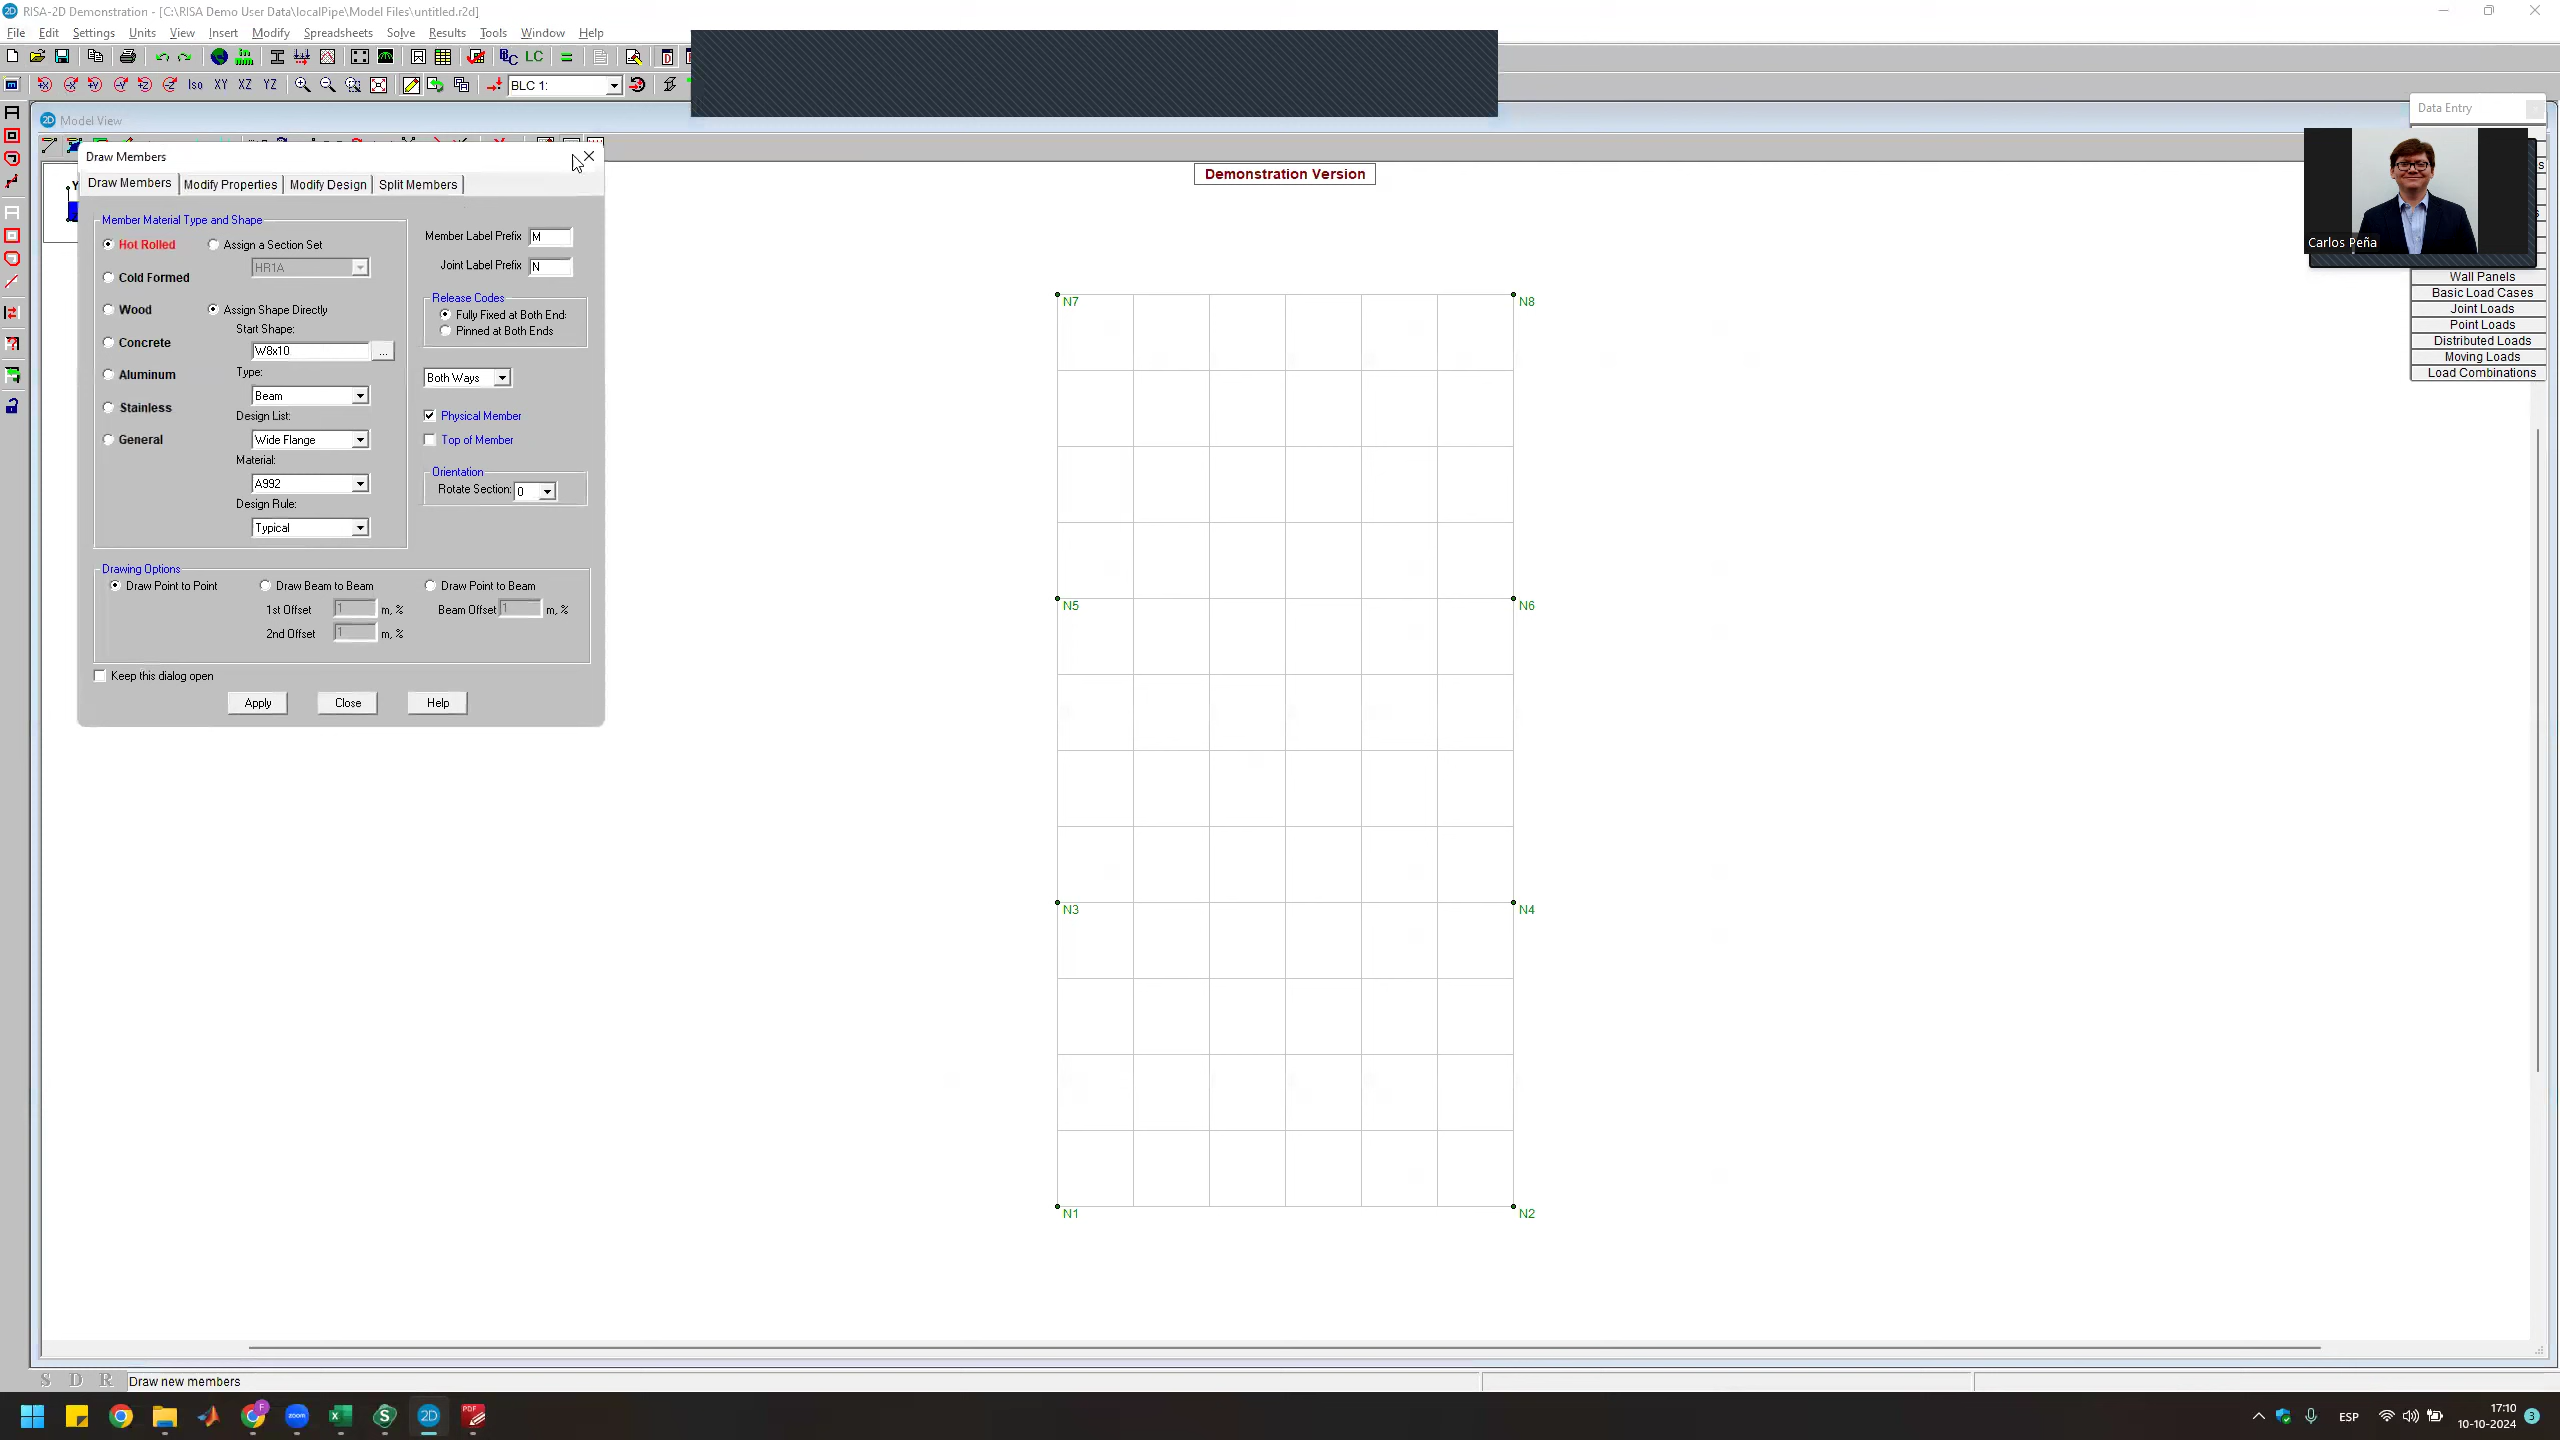 RISA-2D Demonstration - [C:\RISA Demo User Data\localPipe\Model Files\untitled.r2d]
File Edit Settings Units View Insert Modify Spreadsheets Solve Results Tools Window Help
Iso XY XZ YZ
BLC 1:
Model View
Data Entry
Draw Members
Draw Members Modify Properties Modify Design Split Members
Member Material Type and Shape
Hot Rolled
Assign a Section Set
HR1A
Cold Formed
Wood
Assign Shape Directly
Start Shape:
Concrete
W8x10
...
Type:
Aluminum
Beam
Design List:
Stainless
Wide Flange
General
Material:
A992
Design Rule:
Typical
Member Label Prefix M
Joint Label Prefix N
Release Codes
Fully Fixed at Both End:
Pinned at Both Ends
Both Ways
Physical Member
Top of Member
Orientation
Rotate Section: 0
Drawing Options
Draw Point to Point
Draw Beam to Beam
Draw Point to Beam
1st Offset 1 m, %
Beam Offset 1 m, %
2nd Offset 1 m, %
Keep this dialog open
Apply Close Help
Demonstration Version
Carlos Peña
Wall Panels
Basic Load Cases
Joint Loads
Point Loads
Distributed Loads
Moving Loads
Load Combinations
N7 N8
N5 N6
N3 N4
N1 N2
S D R Draw new members
ESP
17:10
10-10-2024
3